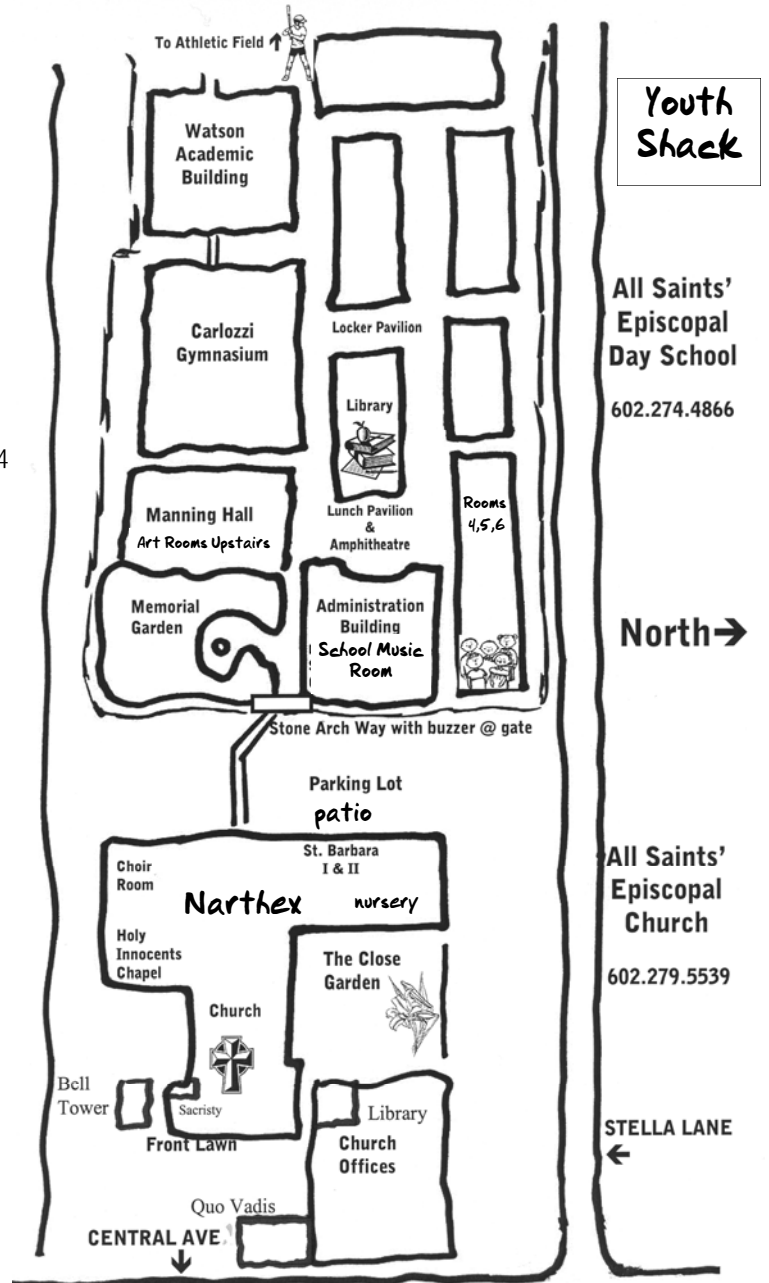 To Athletic Field ↑
Youth
Shack
Watson
Academic
Building
All Saints’
Episcopal
Day School
602.274.4866
Carlozzi
Gymnasium
Locker Pavilion
Library
4
Manning Hall
Art Rooms Upstairs
Lunch Pavilion
&
Amphitheatre
Rooms
4,5,6
Memorial
Garden
Administration
Building
School Music
Room
North→
Stone Arch Way with buzzer @ gate
Parking Lot
patio
Choir
Room
St. Barbara
I & II
Narthex
nursery
Holy
Innocents
Chapel
The Close
Garden
All Saints’
Episcopal
Church
602.279.5539
Church
Bell
Tower
Sacristy
Front Lawn
Library
Church
Offices
STELLA LANE
←
Quo Vadis
CENTRAL AVE
↓